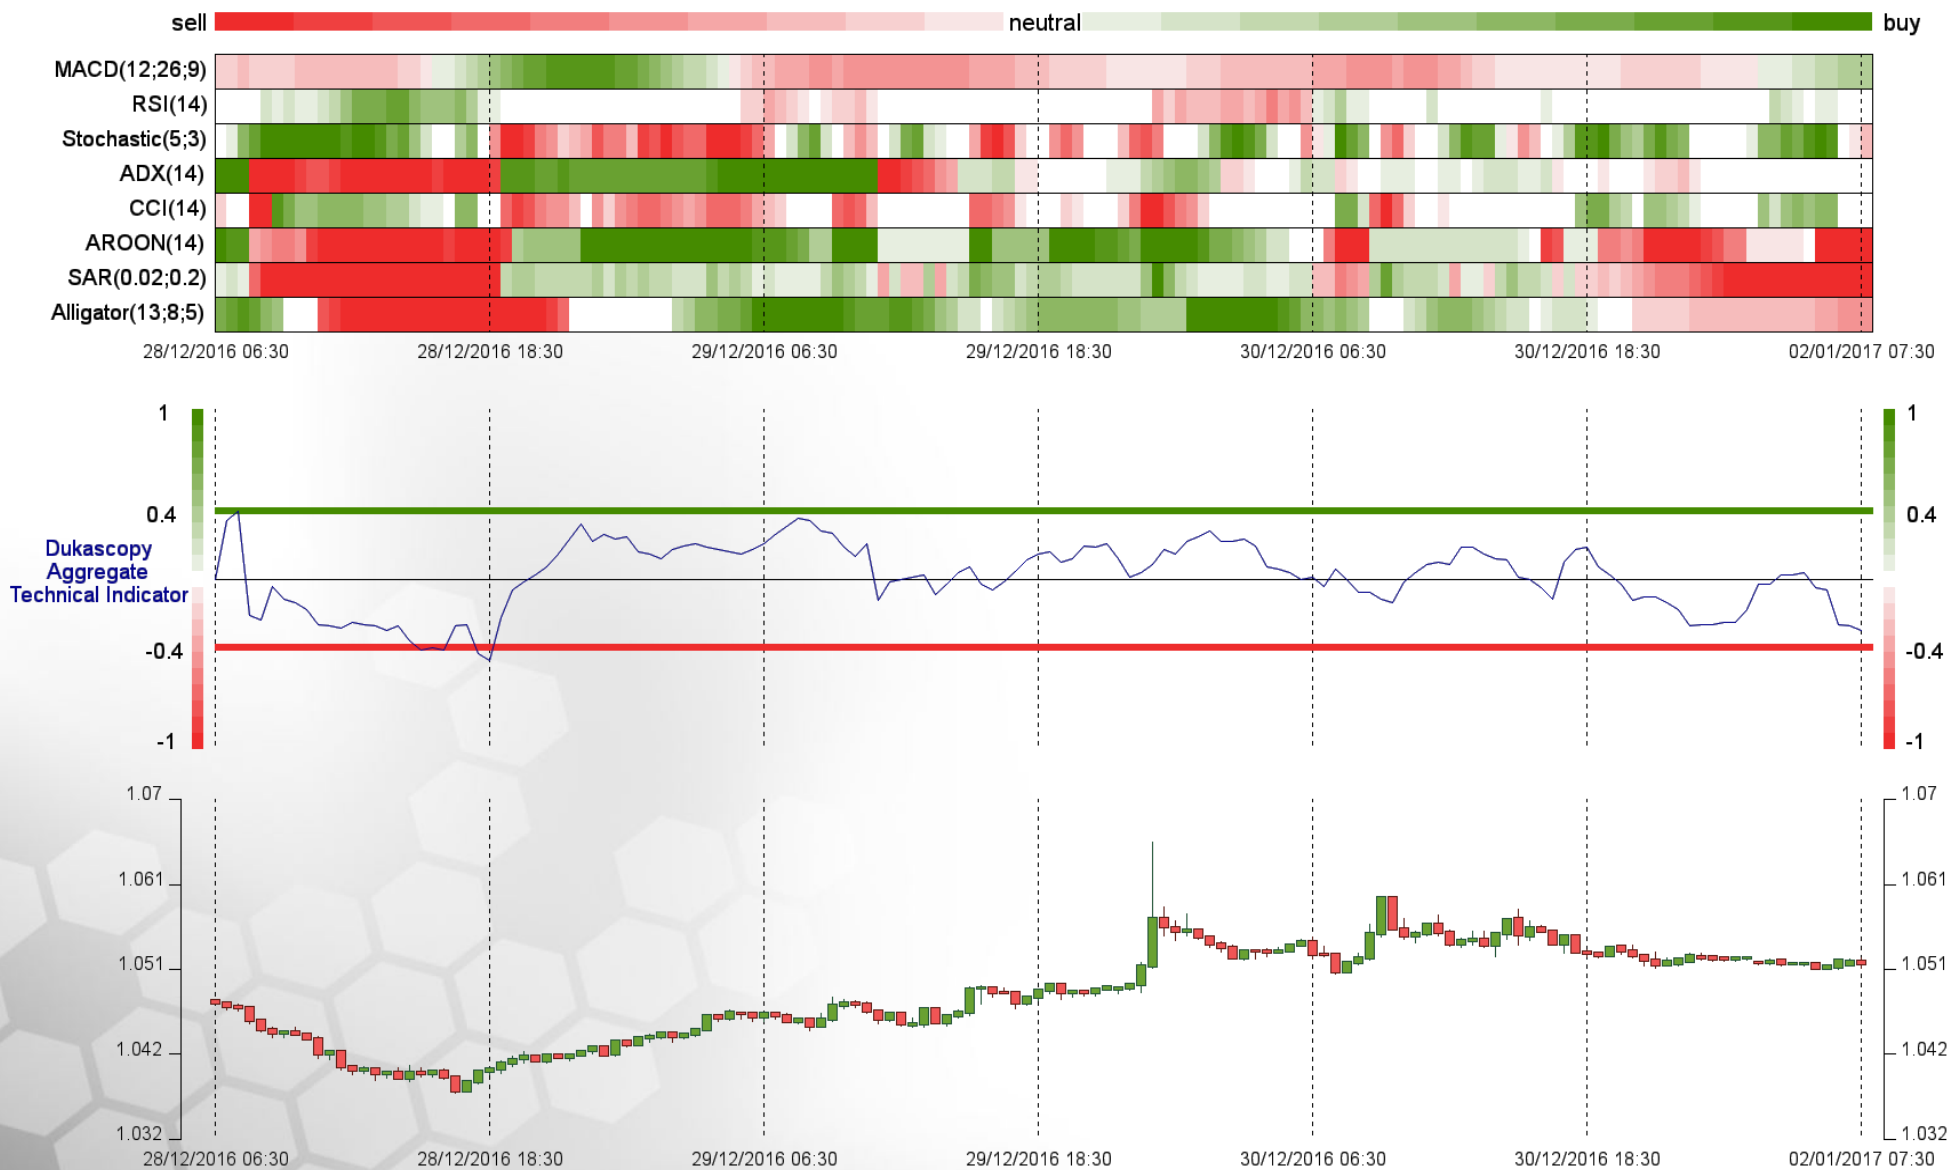 sell neutral buy
MACD(12;26;9)
RSI(14)
Stochastic(5;3)
ADX(14)
CCI(14)
AROON(14)
SAR(0.02;0.2)
Alligator(13;8;5)
28/12/2016 06:30 28/12/2016 18:30 29/12/2016 06:30 29/12/2016 18:30 30/12/2016 06:30 30/12/2016 18:30 02/01/2017 07:30
1 1
0.4 0.4
Dukascopy
Aggregate
Technical Indicator
-0.4 -0.4
-1 -1
1.07 1.07
1.061 1.061
1.051 1.051
1.042 1.042
1.032 1.032
28/12/2016 06:30 28/12/2016 18:30 29/12/2016 06:30 29/12/2016 18:30 30/12/2016 06:30 30/12/2016 18:30 02/01/2017 07:30